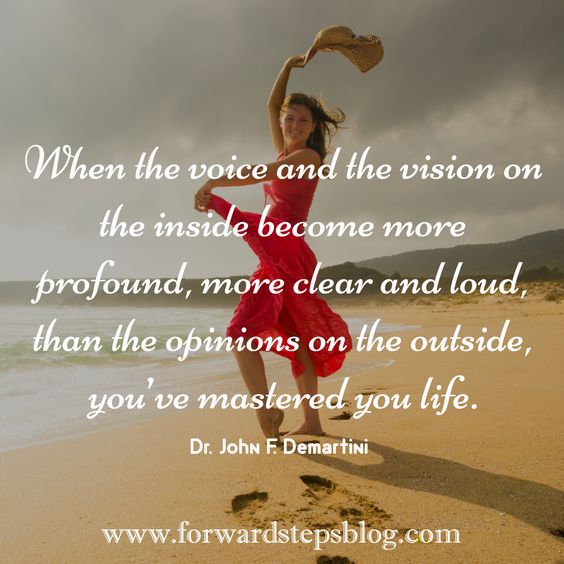 When the voice and the vision on
the inside become more
profound, more clear and loud,
than the opinions on the outside,
you've mastered you life.
Dr. John F. Demartini
www.forwardstepsblog.com